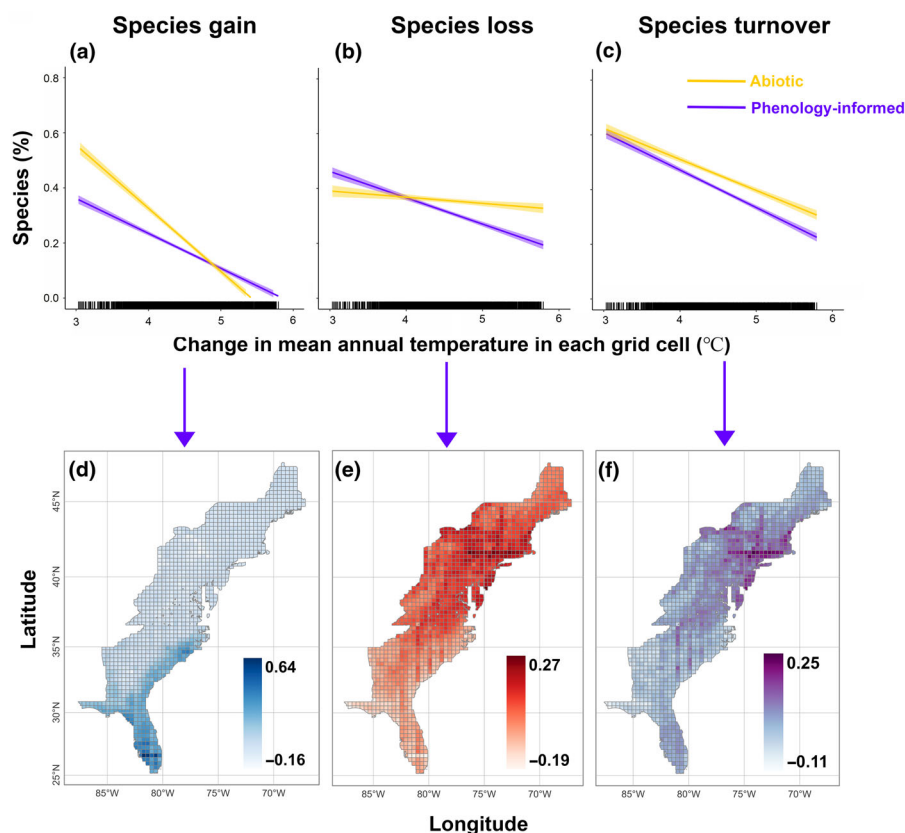 Species gain
Species loss
Species turnover
(a)
(b)
(c)
Abiotic
Phenology-informed
Species (%)
0.8
0.6
0.4
0.2
0.0
3
4
5
6
3
4
5
6
3
4
5
6
Change in mean annual temperature in each grid cell (℃)
(d)
(e)
(f)
Latitude
45°N
40°N
35°N
30°N
25°N
0.64
−0.16
0.27
−0.19
0.25
−0.11
85°W
80°W
75°W
70°W
85°W
80°W
75°W
70°W
85°W
80°W
75°W
70°W
Longitude